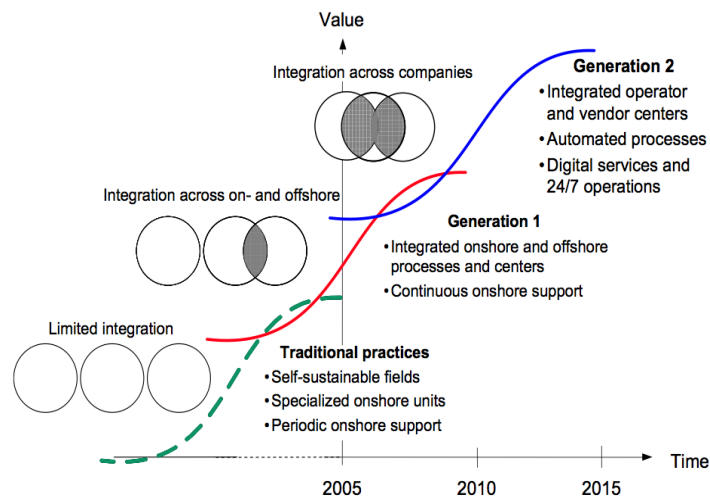 Value
Integration across companies
Generation 2
•Integrated operator
and vendor centers
•Automated processes
•Digital services and
24/7 operations
Integration across on- and offshore
Generation 1
•Integrated onshore and offshore
processes and centers
•Continuous onshore support
Limited integration
Traditional practices
•Self-sustainable fields
•Specialized onshore units
•Periodic onshore support
Time
2005
2010
2015